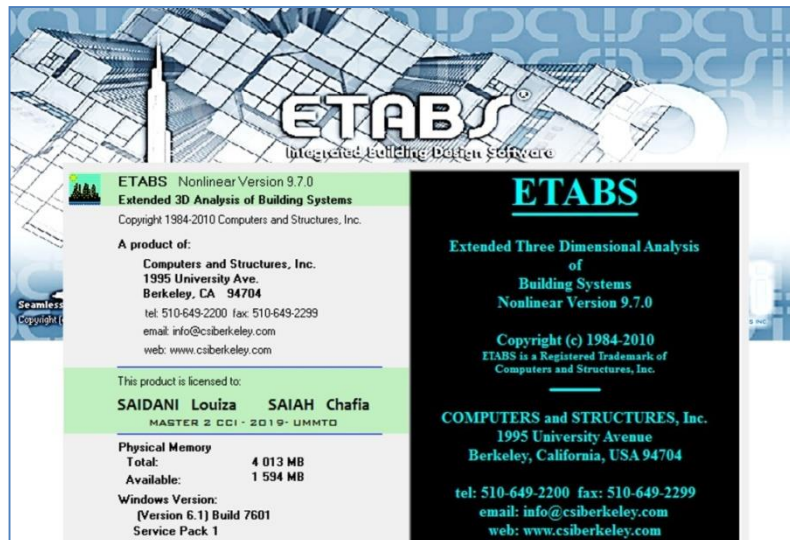 ETABS®
Integrated Building Design Software
ETABS Nonlinear Version 9.7.0
Extended 3D Analysis of Building Systems
Copyright 1984-2010 Computers and Structures, Inc.
A product of:
Computers and Structures, Inc.
1995 University Ave.
Berkeley, CA 94704
tel: 510-649-2200 fax: 510-649-2299
email: info@csiberkeley.com
web: www.csiberkeley.com
This product is licensed to:
SAIDANI Louiza SAIAH Chafia
MASTER 2 CCI - 2019- UMMTO
Physical Memory
Total: 4 013 MB
Available: 1 594 MB
Windows Version:
(Version 6.1) Build 7601
Service Pack 1
ETABS
Extended Three Dimensional Analysis
of
Building Systems
Nonlinear Version 9.7.0
Copyright (c) 1984-2010
ETABS is a Registered Trademark of
Computers and Structures, Inc.
COMPUTERS and STRUCTURES, Inc.
1995 University Avenue
Berkeley, California, USA 94704
tel: 510-649-2200 fax: 510-649-2299
email: info@csiberkeley.com
web: www.csiberkeley.com
Seamless
Copyright
INC